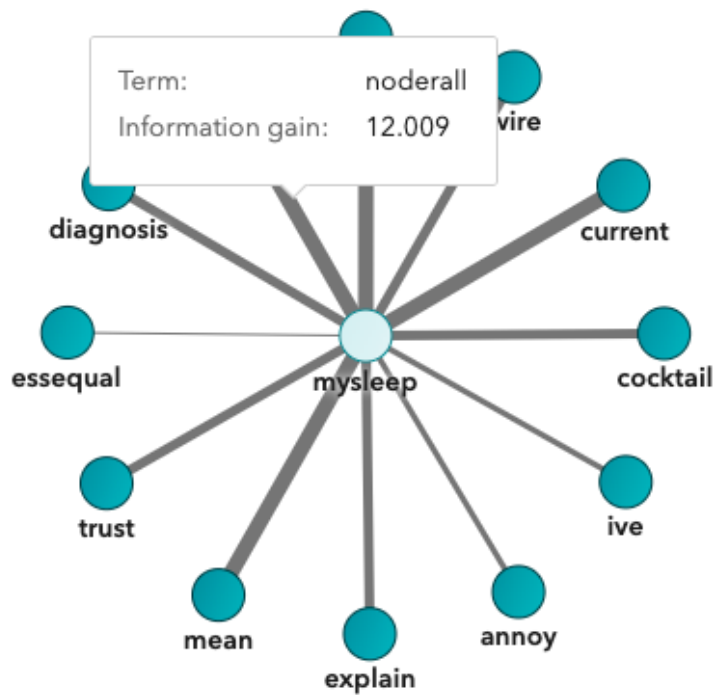 Term: noderall
Information gain: 12.009
vire
diagnosis
current
essequal
mysleep
cocktail
trust
ive
mean
annoy
explain